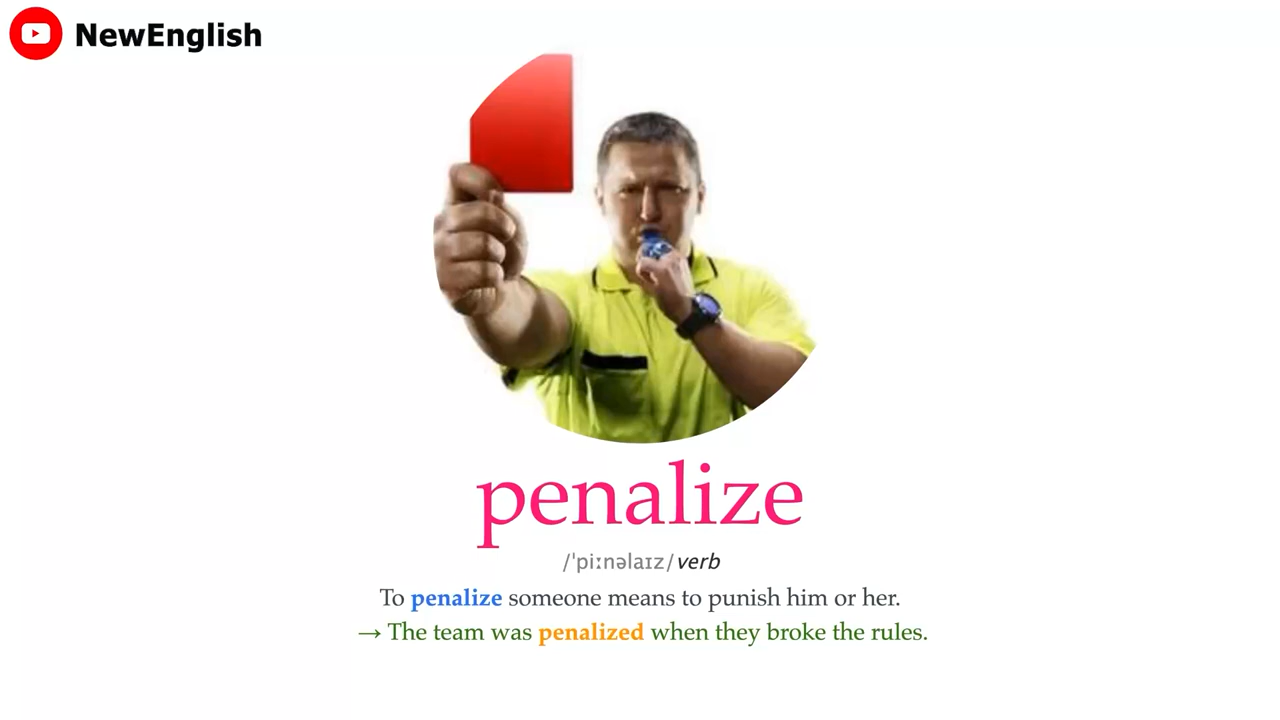 NewEnglish
penalize
/ˈpiːnəlaɪz/verb
To penalize someone means to punish him or her.
→ The team was penalized when they broke the rules.